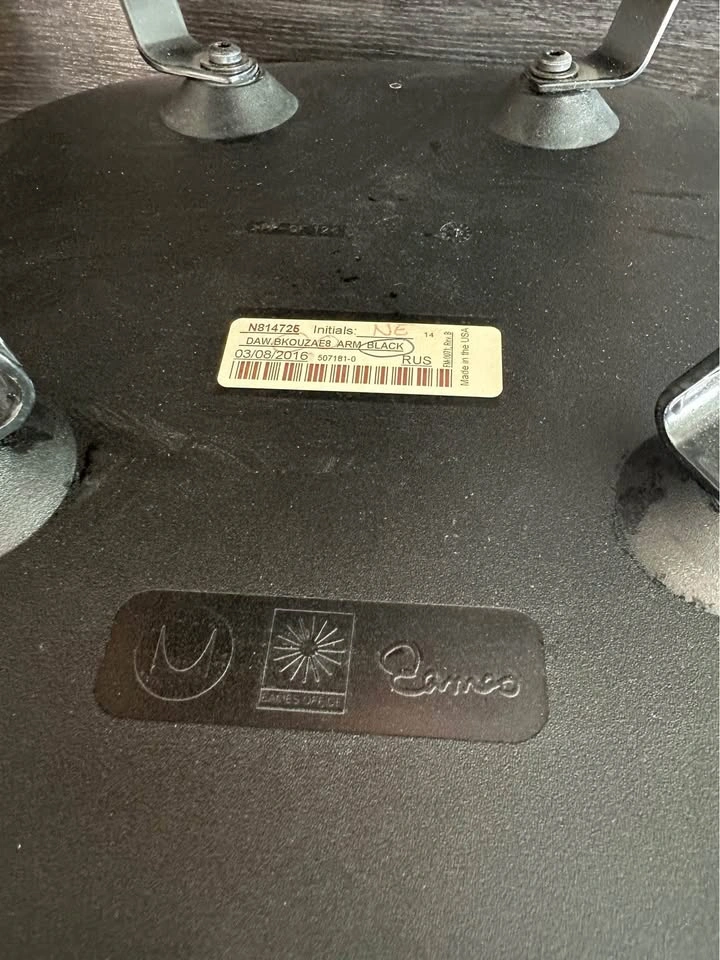 N814725 Initials: NE 14
DAW.BKOUZAE8 ARM BLACK
03/08/2016 507181-0 RUS
Made in the USA
EAMES OFFICE
Eames